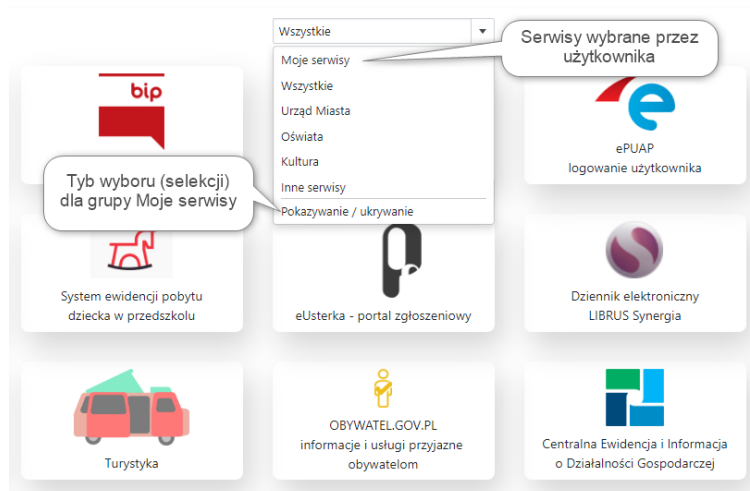 Wszystkie
Serwisy wybrane przez
użytkownika
Moje serwisy
Wszystkie
Urząd Miasta
Oświata
Kultura
Inne serwisy
Pokazywanie / ukrywanie
bip
Tyb wyboru (selekcji)
dla grupy Moje serwisy
ePUAP
logowanie użytkownika
System ewidencji pobytu
dziecka w przedszkolu
eUsterka - portal zgłoszeniowy
Dziennik elektroniczny
LIBRUS Synergia
Turystyka
OBYWATEL.GOV.PL
informacje i usługi przyjazne
obywatelom
Centralna Ewidencja i Informacja
o Działalności Gospodarczej